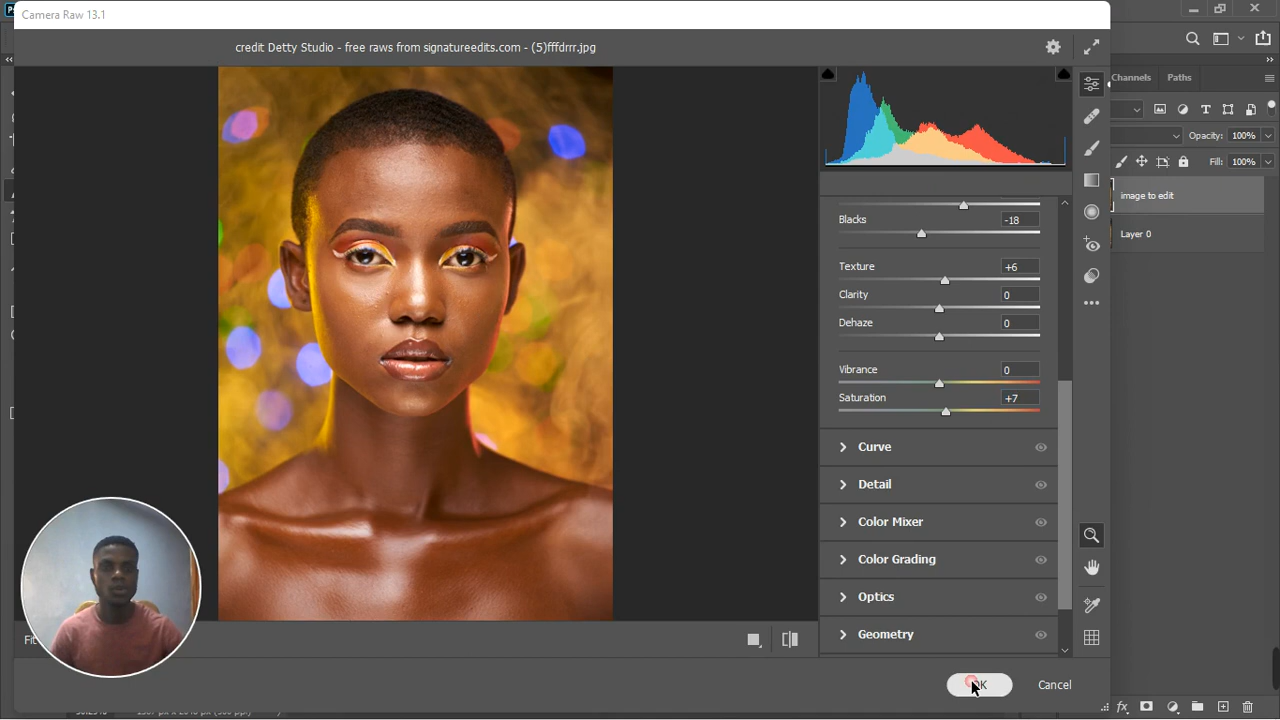 Camera Raw 13.1
credit Detty Studio - free raws from signatureedits.com - (5)fffdrrr.jpg
Channels Paths
Opacity: 100%
Fill: 100%
image to edit
Layer 0
Blacks -18
Texture +6
Clarity 0
Dehaze 0
Vibrance 0
Saturation +7
Curve
Detail
Color Mixer
Color Grading
Optics
Geometry
OK Cancel